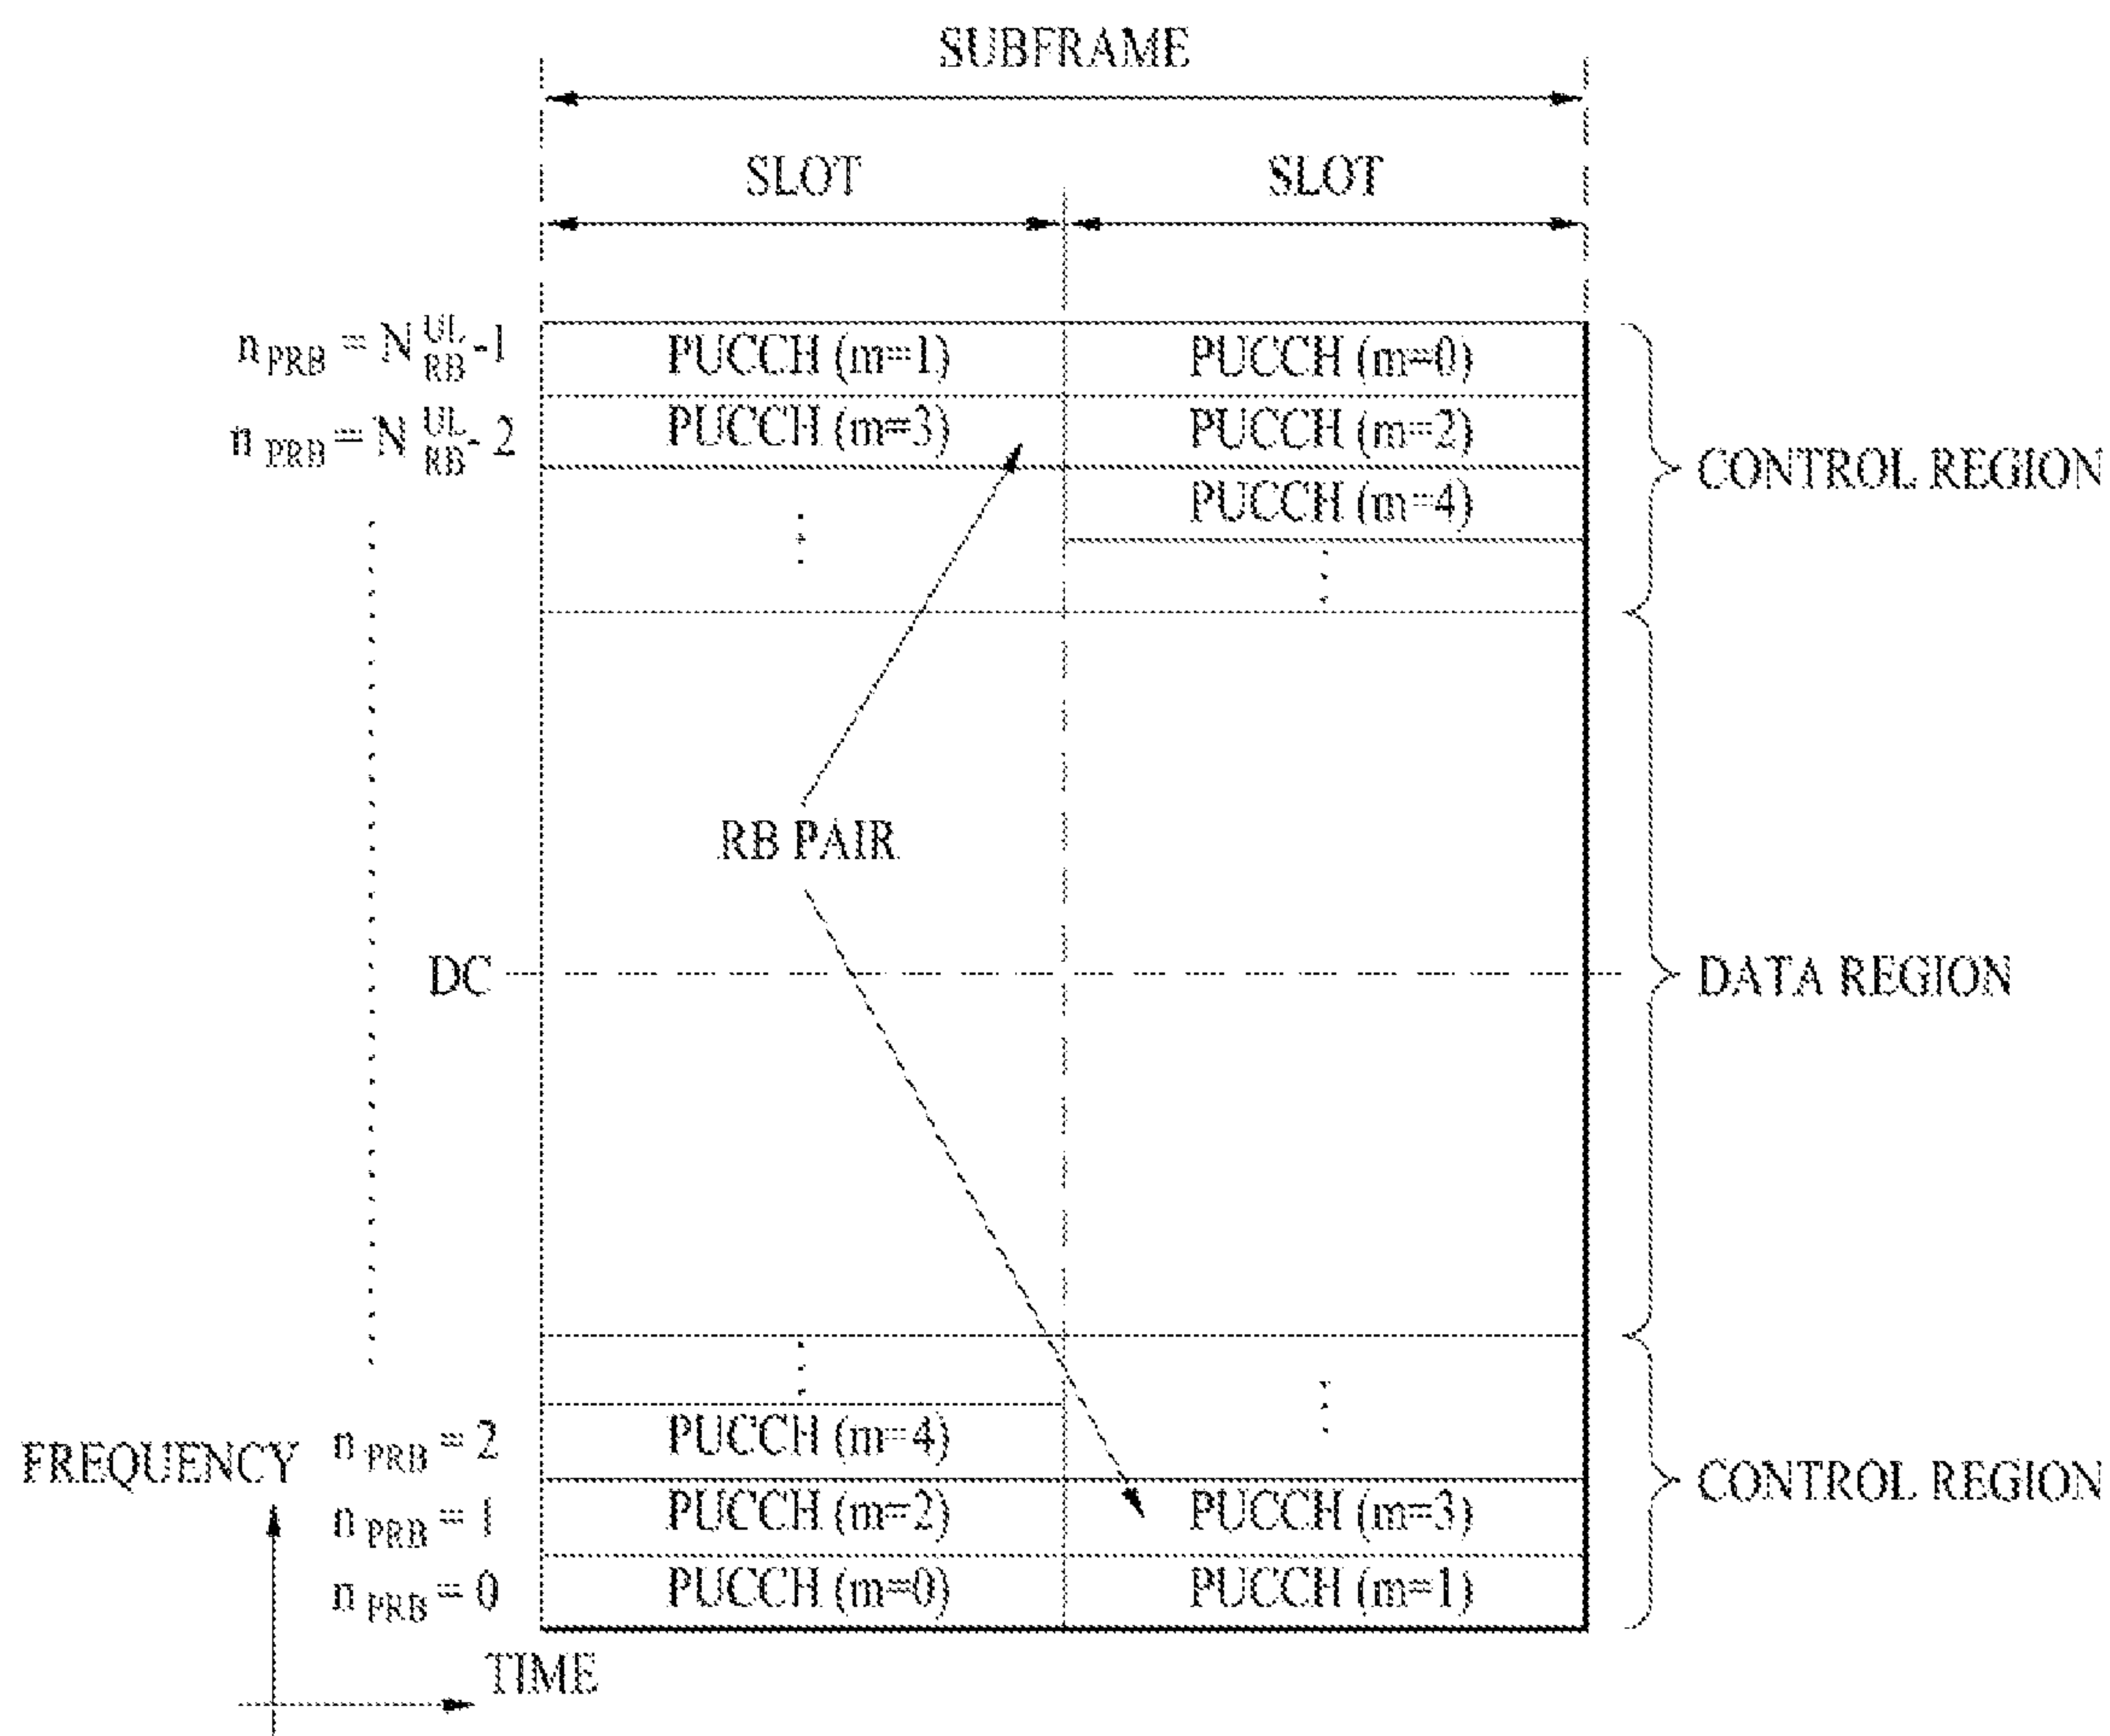 SUBFRAME
SLOT SLOT
n PRB = N UL RB -1 PUCCH (m=1) PUCCH (m=0)
n PRB = N UL RB - 2 PUCCH (m=3) PUCCH (m=2)
CONTROL REGION
PUCCH (m=4)
RB PAIR
DC
DATA REGION
n PRB = 2 PUCCH (m=4)
FREQUENCY
CONTROL REGION
n PRB = 1 PUCCH (m=2) PUCCH (m=3)
n PRB = 0 PUCCH (m=0) PUCCH (m=1)
TIME